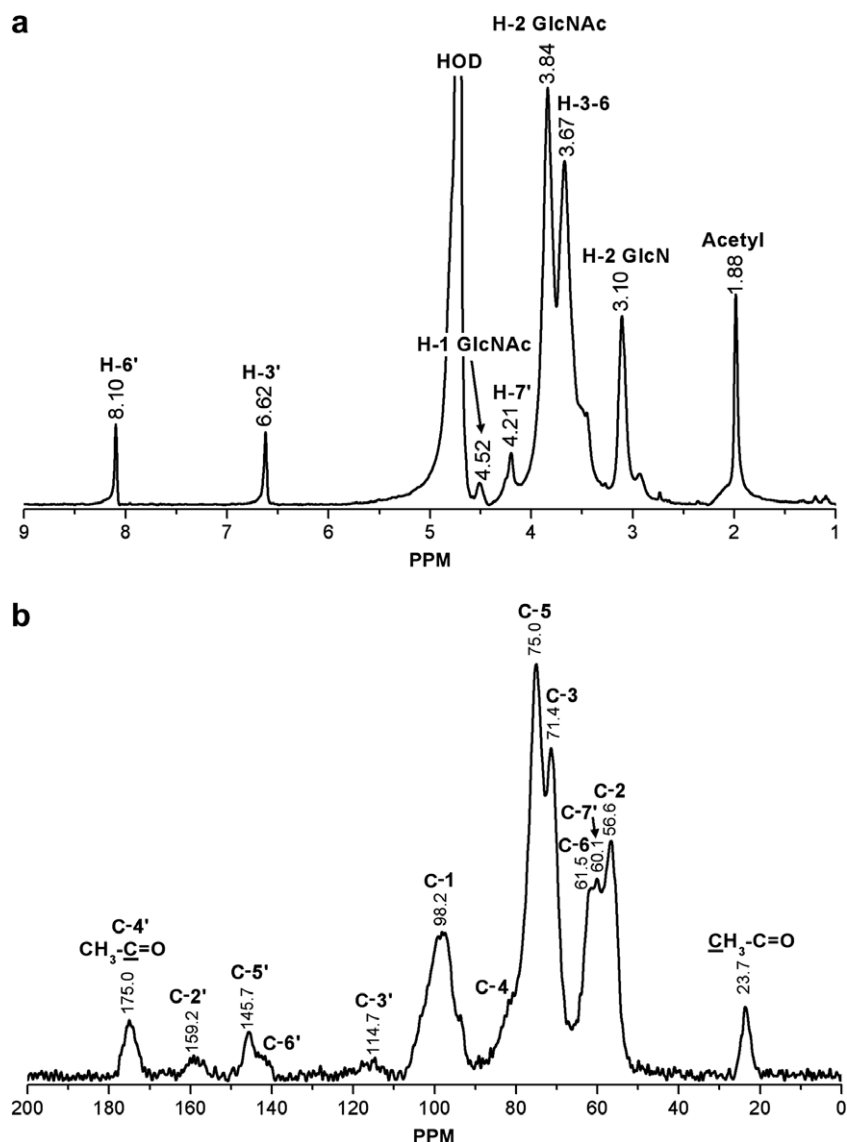 a
H-2 GlcNAc
HOD
3.84
H-3-6
3.67
Acetyl
1.88
H-2 GlcN
3.10
H-1 GlcNAc
H-6'
8.10
H-3'
6.62
H-7'
4.21
4.52
9 8 7 6 5 4 3 2 1
PPM
b
C-5
75.0
C-3
71.4
C-2
C-7'
56.6
C-6
61.5
60.1
C-1
98.2
C-4'
CH3-C=O
175.0
C-2'
159.2
C-5'
145.7
C-6'
C-3'
114.7
C-4
CH3-C=O
23.7
200 180 160 140 120 100 80 60 40 20 0
PPM